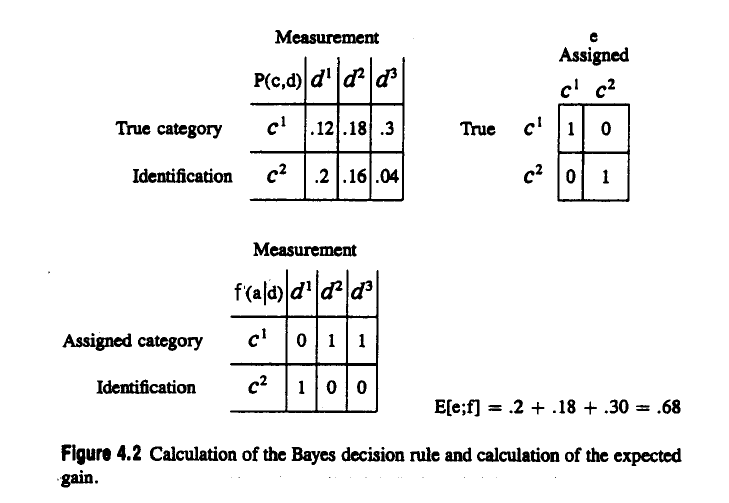 Measurement
P(c,d) d¹ d² d³
True category c¹ .12 .18 .3
Identification c² .2 .16 .04
e
Assigned
c¹ c²
True c¹ 1 0
c² 0 1
Measurement
f(a|d) d¹ d² d³
Assigned category c¹ 0 1 1
Identification c² 1 0 0
E[e;f] = .2 + .18 + .30 = .68
Figure 4.2 Calculation of the Bayes decision rule and calculation of the expected
gain.